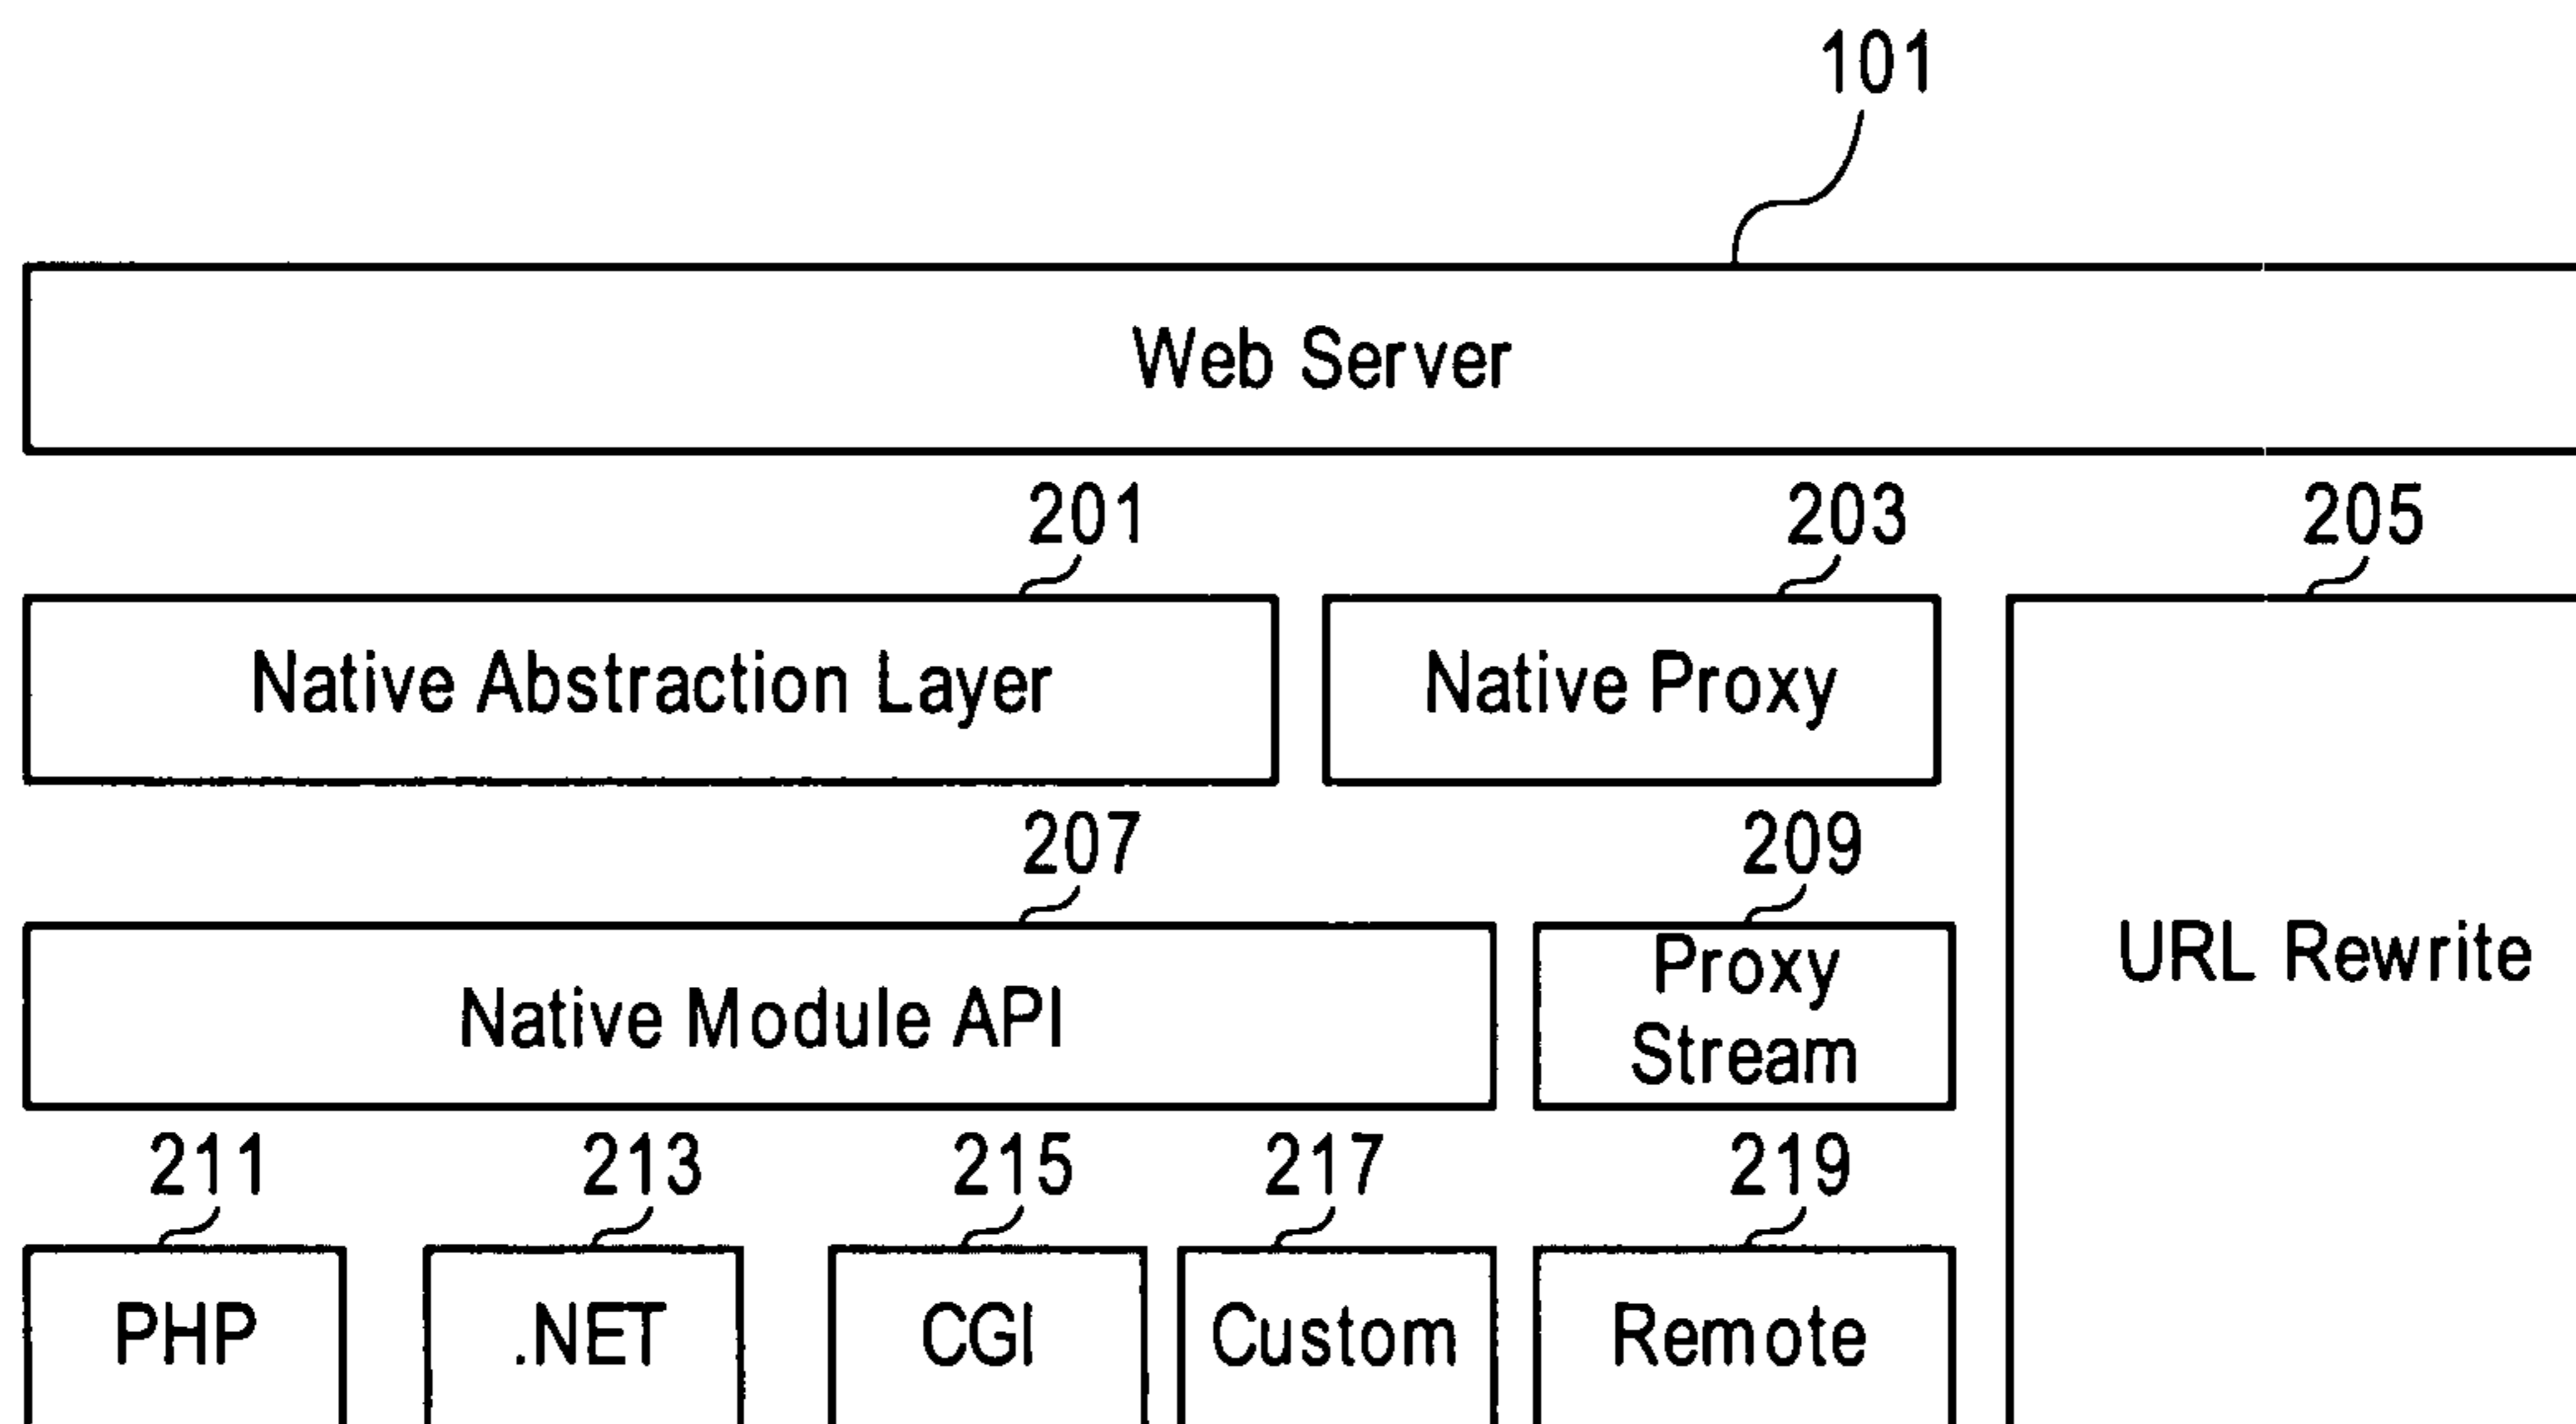 101
Web Server
201
203
205
Native Abstraction Layer
Native Proxy
207
209
Native Module API
Proxy
Stream
URL Rewrite
211
213
215
217
219
PHP
.NET
CGI
Custom
Remote